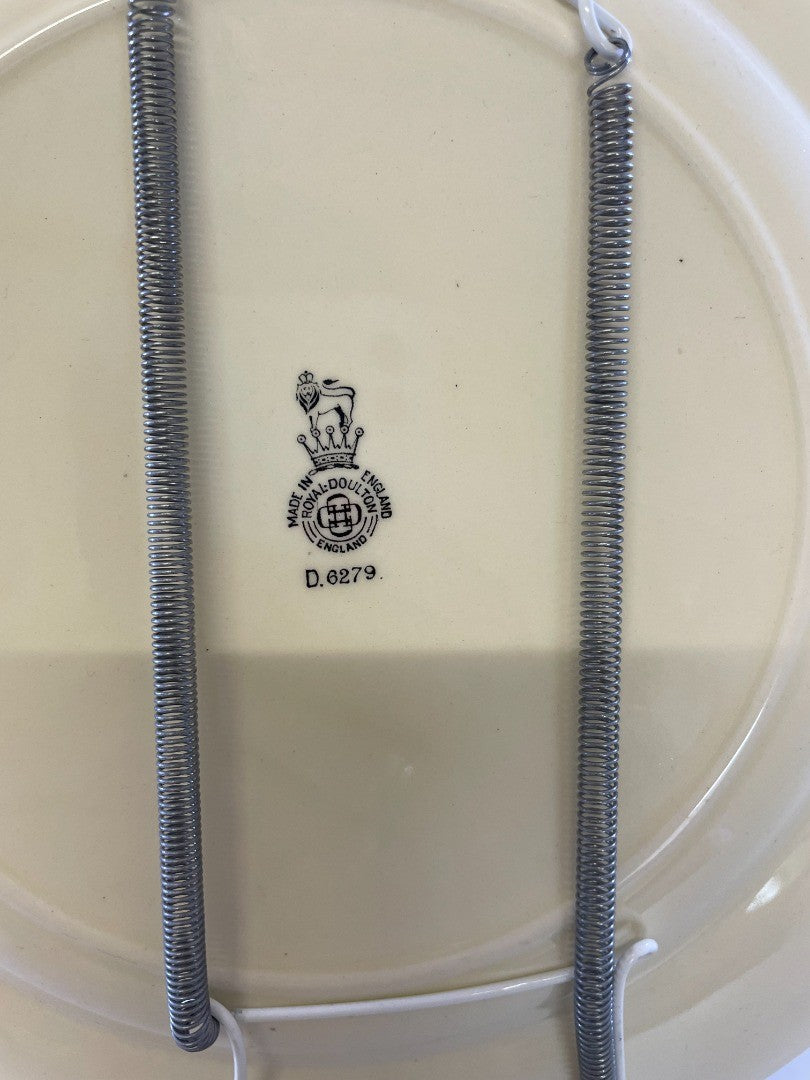 MADE IN ENGLAND
ROYAL·DOULTON
ENGLAND
D.6279.